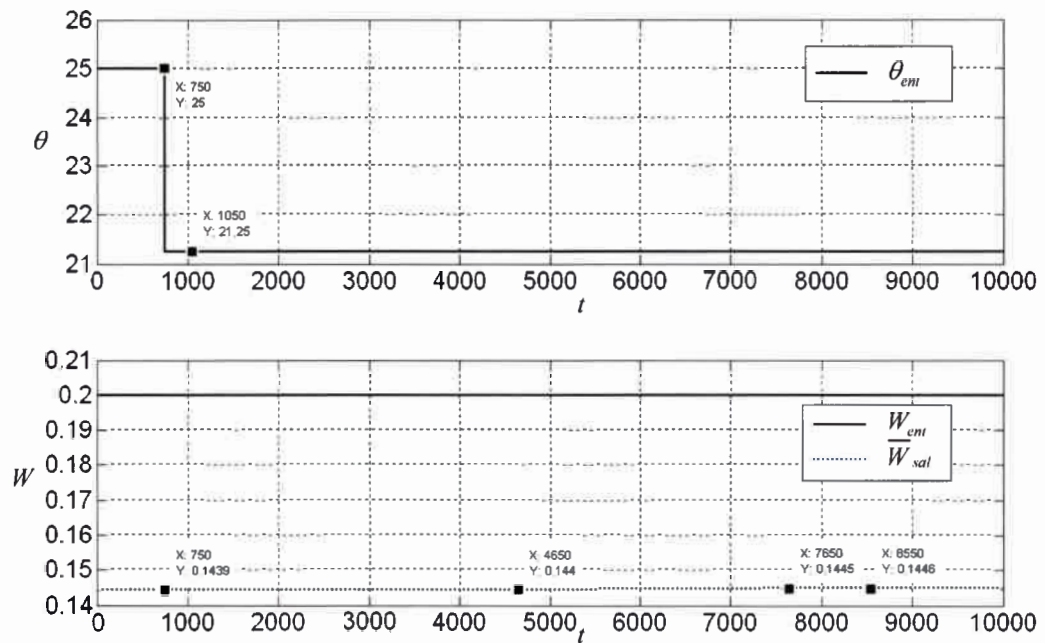 26
25
24
23
22
21
θ
X: 750
Y: 25
X: 1050
Y: 21,25
θent
0
1000
2000
3000
4000
5000
6000
7000
8000
9000
10000
t
0,21
0.2
0.19
0.18
0.17
0.16
0.15
0.14
W
Went
W̅sal
X: 750
Y: 0.1439
X: 4650
Y: 0,144
X: 7650
Y: 0.1445
X: 8550
Y: 0.1446
0
1000
2000
3000
4000
5000
6000
7000
8000
9000
10000
t